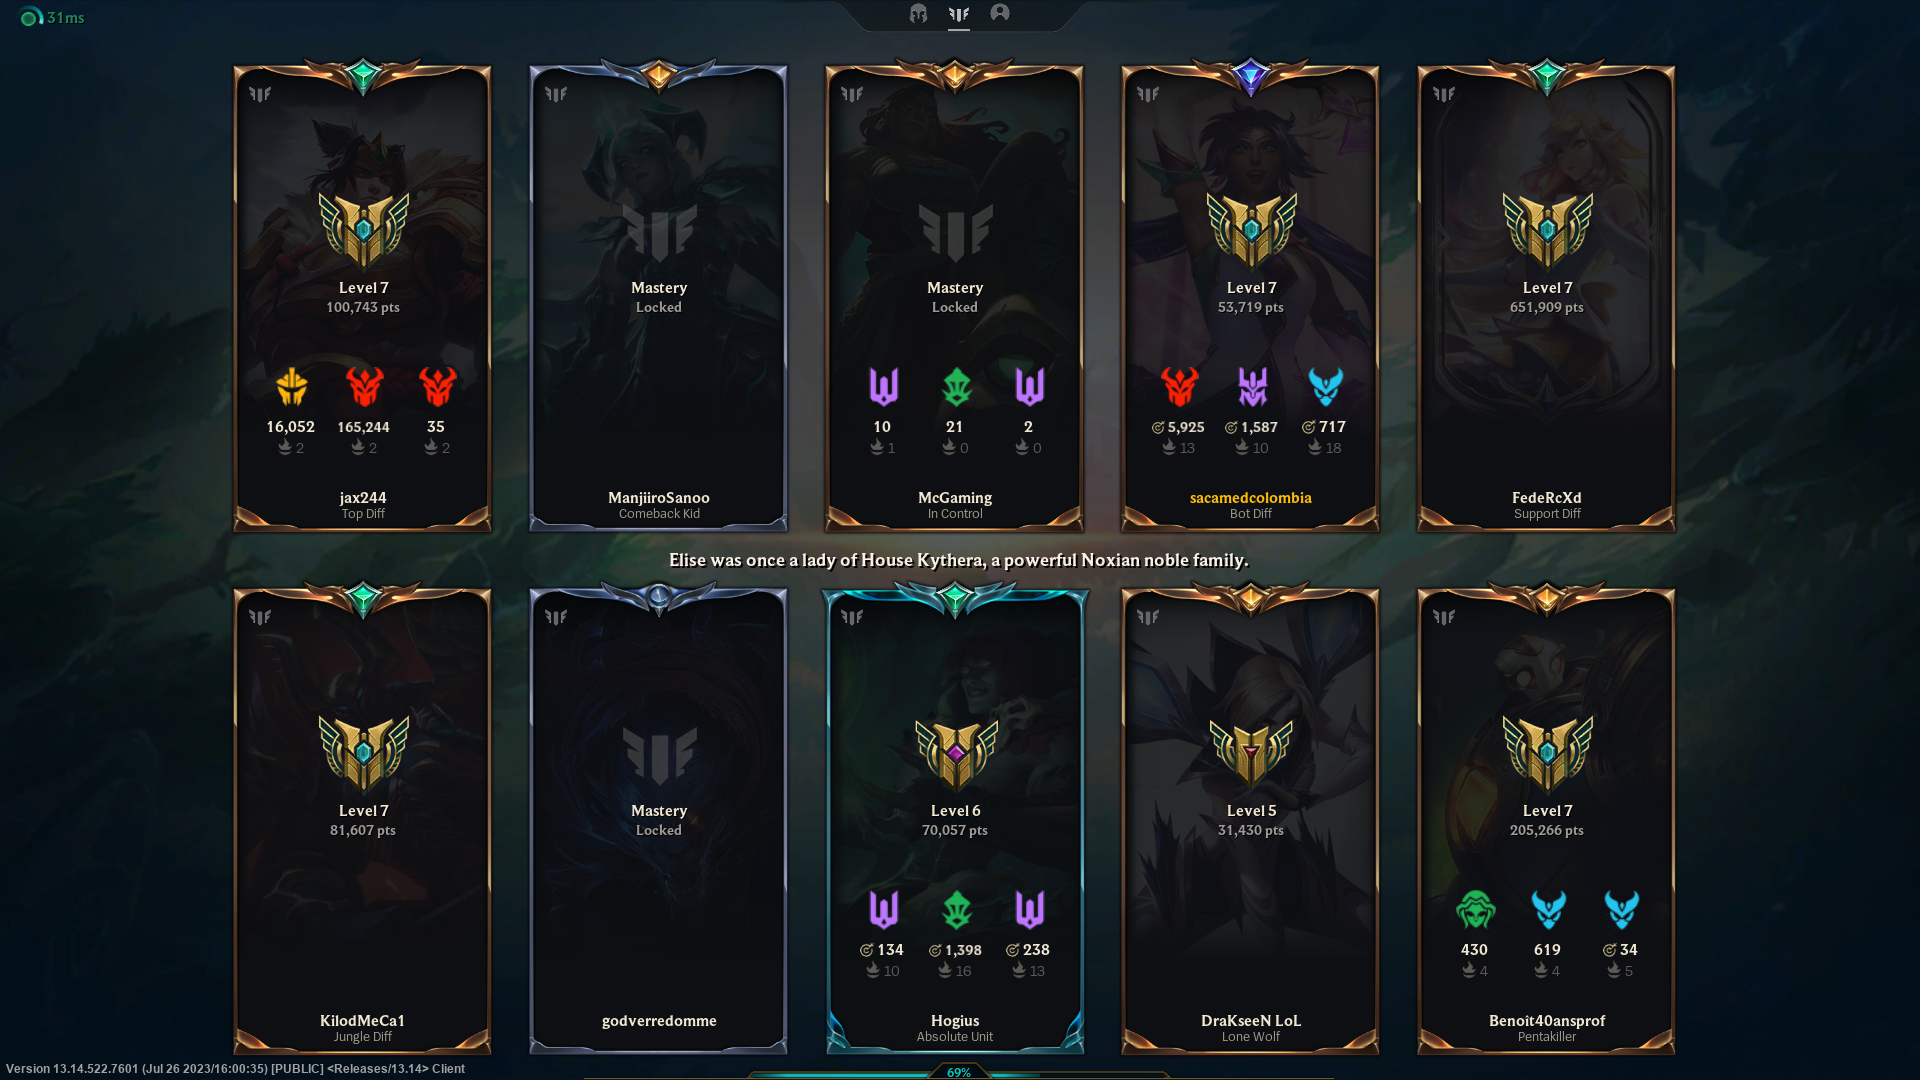 31ms
Level 7
100,743 pts
16,052 165,244 35
2 2 2
jax244
Top Diff
Mastery
Locked
ManjiiroSanoo
Comeback Kid
Mastery
Locked
10 21 2
1 0 0
McGaming
In Control
Level 7
53,719 pts
5,925 1,587 717
13 10 18
sacamedcolombia
Bot Diff
Level 7
651,909 pts
FedeRcXd
Support Diff
Elise was once a lady of House Kythera, a powerful Noxian noble family.
Level 7
81,607 pts
KilodMeCa1
Jungle Diff
Mastery
Locked
godverredomme
Level 6
70,057 pts
134 1,398 238
10 16 13
Hogius
Absolute Unit
Level 5
31,430 pts
DraKseeN LoL
Lone Wolf
Level 7
205,266 pts
430 619 34
4 4 5
Benoit40ansprof
Pentakiller
Version 13.14.522.7601 (Jul 26 2023/16:00:35) [PUBLIC] <Releases/13.14> Client
69%